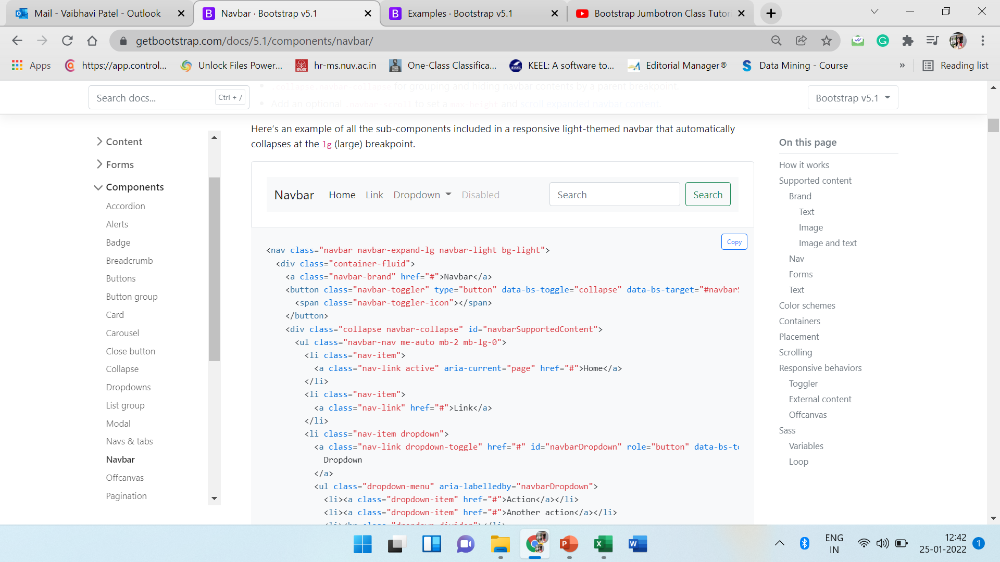 Mail - Vaibhavi Patel - Outlook
Navbar · Bootstrap v5.1
Examples · Bootstrap v5.1
Bootstrap Jumbotron Class Tutor
getbootstrap.com/docs/5.1/components/navbar/
Apps
https://app.control...
Unlock Files Power...
hr-ms.nuv.ac.in
One-Class Classifica...
KEEL: A software to...
Editorial Manager®
Data Mining - Course
»
Reading list
.collapse.navbar-collapse for grouping and hiding navbar contents by a parent breakpoint.
Search docs...
Ctrl + /
Bootstrap v5.1
Add an optional .navbar-scroll to set a max-height and scroll expanded navbar content.
Here's an example of all the sub-components included in a responsive light-themed navbar that automatically
collapses at the lg (large) breakpoint.
Content
Forms
Components
Accordion
Alerts
Badge
Breadcrumb
Buttons
Button group
Card
Carousel
Close button
Collapse
Dropdowns
List group
Modal
Navs & tabs
Navbar
Offcanvas
Pagination
Navbar Home Link Dropdown Disabled Search Search
Copy
<nav class="navbar navbar-expand-lg navbar-light bg-light">
<div class="container-fluid">
<a class="navbar-brand" href="#">Navbar</a>
<button class="navbar-toggler" type="button" data-bs-toggle="collapse" data-bs-target="#navbarS
<span class="navbar-toggler-icon"></span>
</button>
<div class="collapse navbar-collapse" id="navbarSupportedContent">
<ul class="navbar-nav me-auto mb-2 mb-lg-0">
<li class="nav-item">
<a class="nav-link active" aria-current="page" href="#">Home</a>
</li>
<li class="nav-item">
<a class="nav-link" href="#">Link</a>
</li>
<li class="nav-item dropdown">
<a class="nav-link dropdown-toggle" href="#" id="navbarDropdown" role="button" data-bs-to
Dropdown
</a>
<ul class="dropdown-menu" aria-labelledby="navbarDropdown">
<li><a class="dropdown-item" href="#">Action</a></li>
<li><a class="dropdown-item" href="#">Another action</a></li>
<li><hr class="dropdown-divider"></li>
On this page
How it works
Supported content
Brand
Text
Image
Image and text
Nav
Forms
Text
Color schemes
Containers
Placement
Scrolling
Responsive behaviors
Toggler
External content
Offcanvas
Sass
Variables
Loop
ENG
IN
12:42
25-01-2022
1